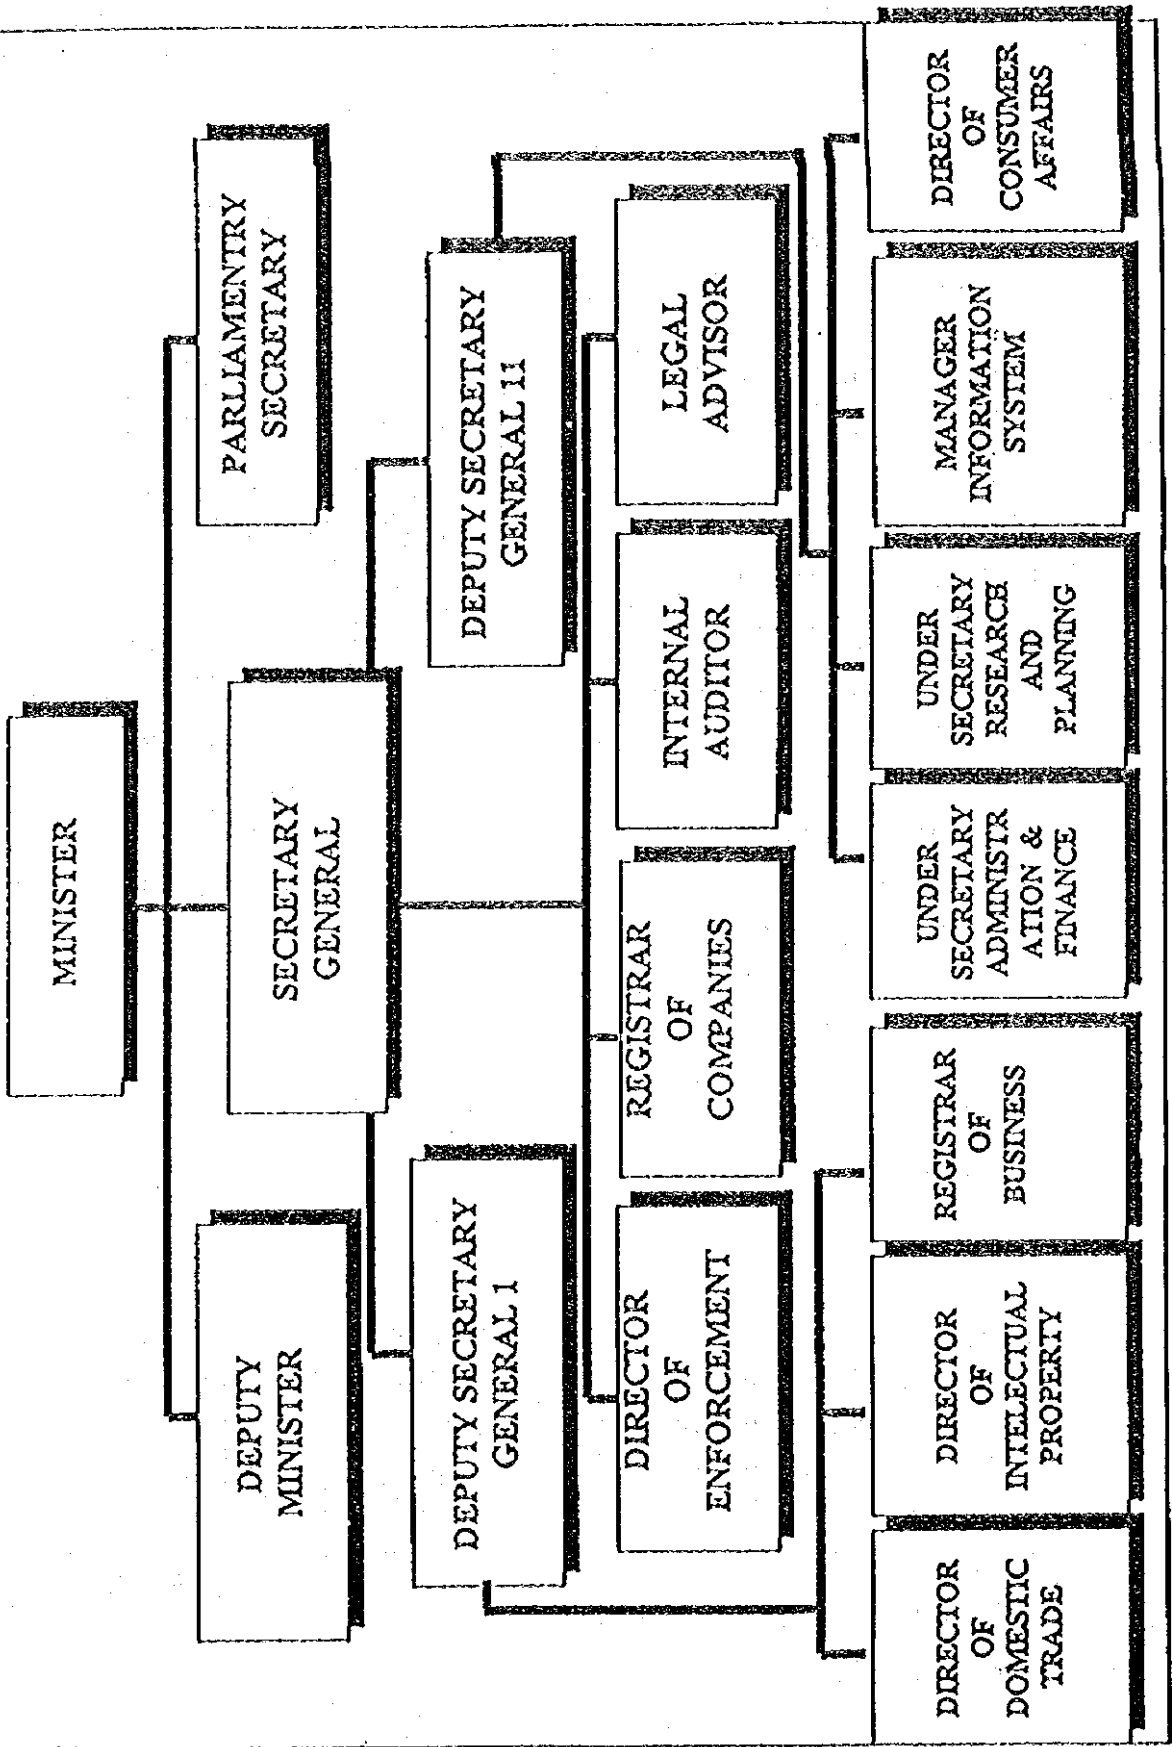 MINISTER
DEPUTY
MINISTER
SECRETARY
GENERAL
PARLIAMENTRY
SECRETARY
DEPUTY SECRETARY
GENERAL 1
DEPUTY SECRETARY
GENERAL 11
DIRECTOR
OF
ENFORCEMENT
REGISTRAR
OF
COMPANIES
INTERNAL
AUDITOR
LEGAL
ADVISOR
DIRECTOR
OF
DOMESTIC
TRADE
DIRECTOR
OF
INTELECTUAL
PROPERTY
REGISTRAR
OF
BUSINESS
UNDER
SECRETARY
ADMINISTR
ATION &
FINANCE
UNDER
SECRETARY
RESEARCH
AND
PLANNING
MANAGER
INFORMATION
SYSTEM
DIRECTOR
OF
CONSUMER
AFFAIRS